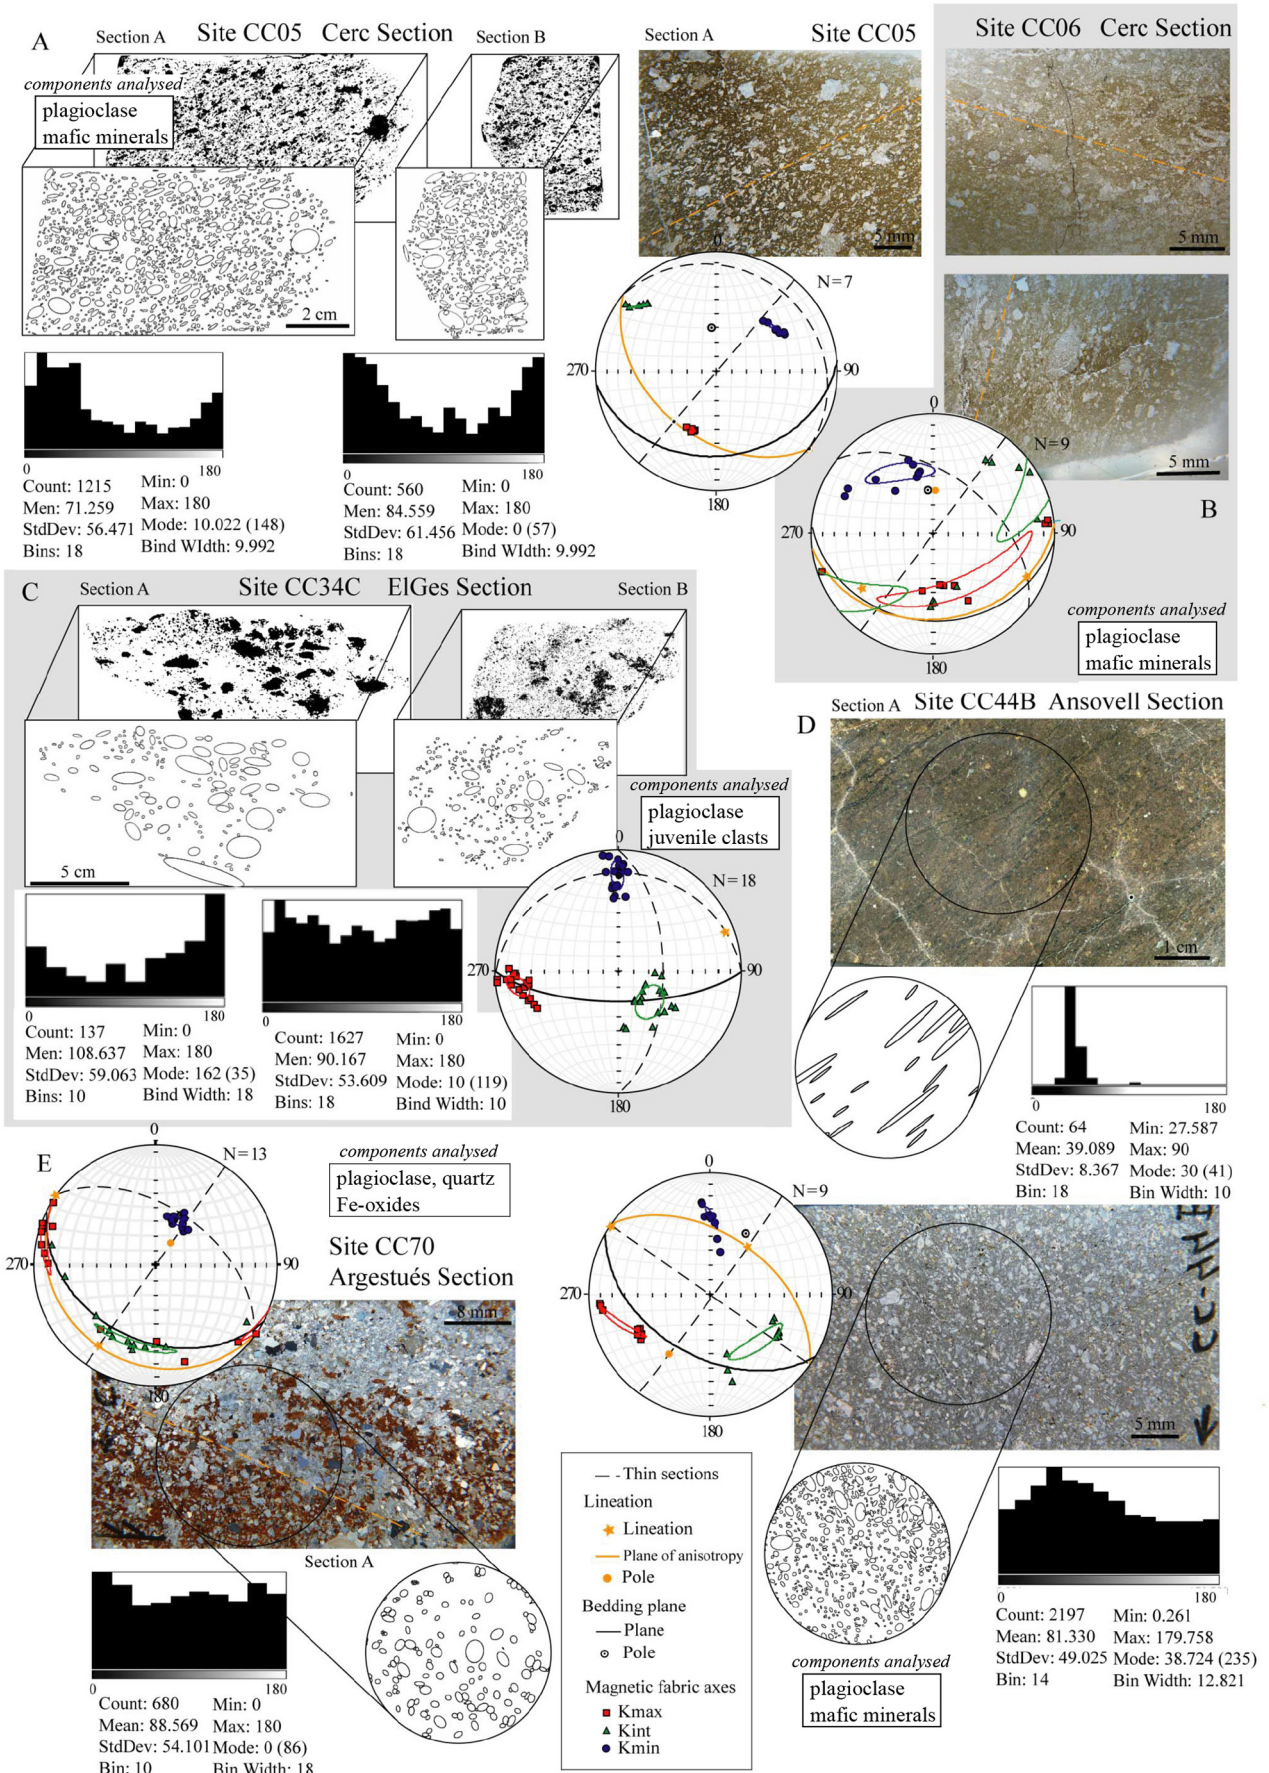 A
Section A
Site CC05 Cerc Section
Section B
components analysed
plagioclase
mafic minerals
2 cm
0
180
Count: 1215
Men: 71.259
StdDev: 56.471
Bins: 18
Min: 0
Max: 180
Mode: 10.022 (148)
Bind WIdth: 9.992
0
180
Count: 560
Men: 84.559
StdDev: 61.456
Bins: 18
Min: 0
Max: 180
Mode: 0 (57)
Bind WIdth: 9.992
Section A
Site CC05
5 mm
0
N=7
270
90
180
Site CC06 Cerc Section
5 mm
5 mm
B
0
N=9
270
90
180
components analysed
plagioclase
mafic minerals
C
Section A
Site CC34C ElGes Section
Section B
5 cm
components analysed
plagioclase
juvenile clasts
0
N=18
270
90
180
0
180
Count: 137
Men: 108.637
StdDev: 59.063
Bins: 10
Min: 0
Max: 180
Mode: 162 (35)
Bind Width: 18
0
180
Count: 1627
Men: 90.167
StdDev: 53.609
Bins: 18
Min: 0
Max: 180
Mode: 10 (119)
Bind Width: 10
D
Section A
Site CC44B Ansovell Section
1 cm
0
180
Count: 64
Mean: 39.089
StdDev: 8.367
Bin: 18
Min: 27.587
Max: 90
Mode: 30 (41)
Bin Width: 10
E
0
N=13
270
90
180
components analysed
plagioclase, quartz
Fe-oxides
Site CC70
Argestués Section
8 mm
Section A
0
180
Count: 680
Mean: 88.569
StdDev: 54.101
Bin: 10
Min: 0
Max: 180
Mode: 0 (86)
Bin Width: 18
0
N=9
270
90
180
5 mm
Thin sections
Lineation
Lineation
Plane of anisotropy
Pole
Bedding plane
Plane
Pole
Magnetic fabric axes
Kmax
Kint
Kmin
components analysed
plagioclase
mafic minerals
0
180
Count: 2197
Mean: 81.330
StdDev: 49.025
Bin: 14
Min: 0.261
Max: 179.758
Mode: 38.724 (235)
Bin Width: 12.821